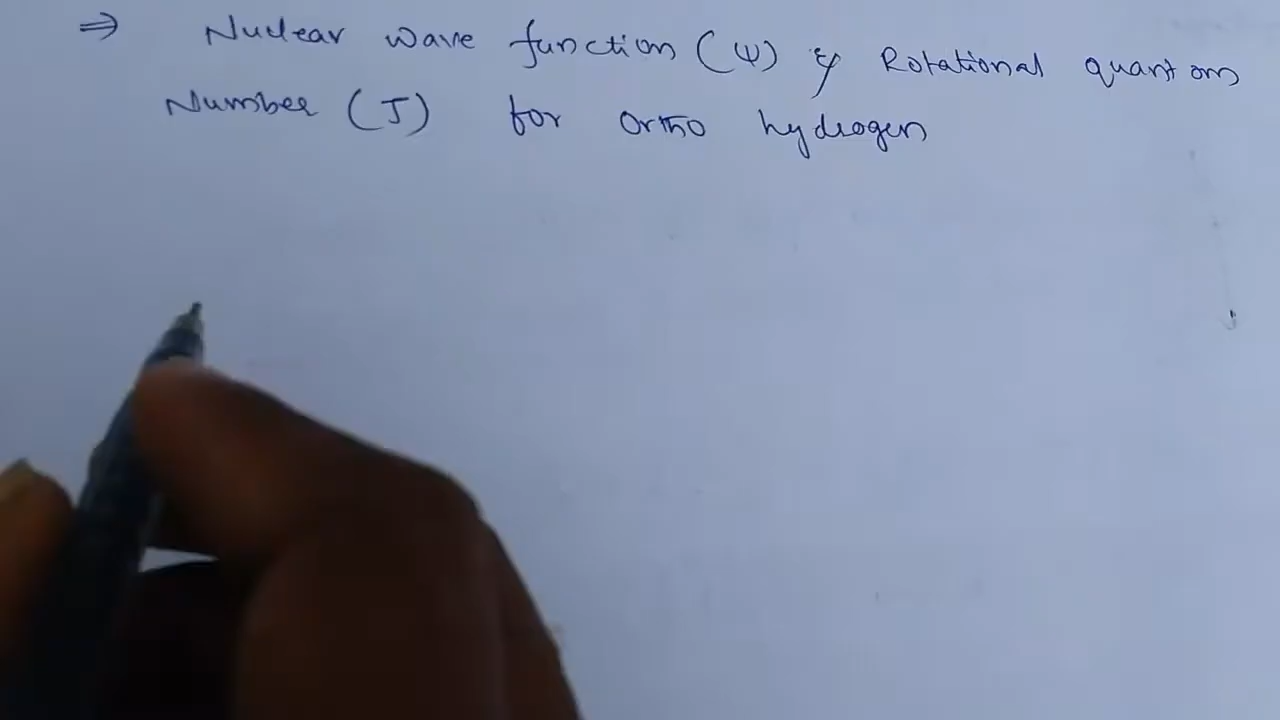 ⇒ Nuclear wave function (ψ) & Rotational quantum
Number (J) for ortho hydrogen